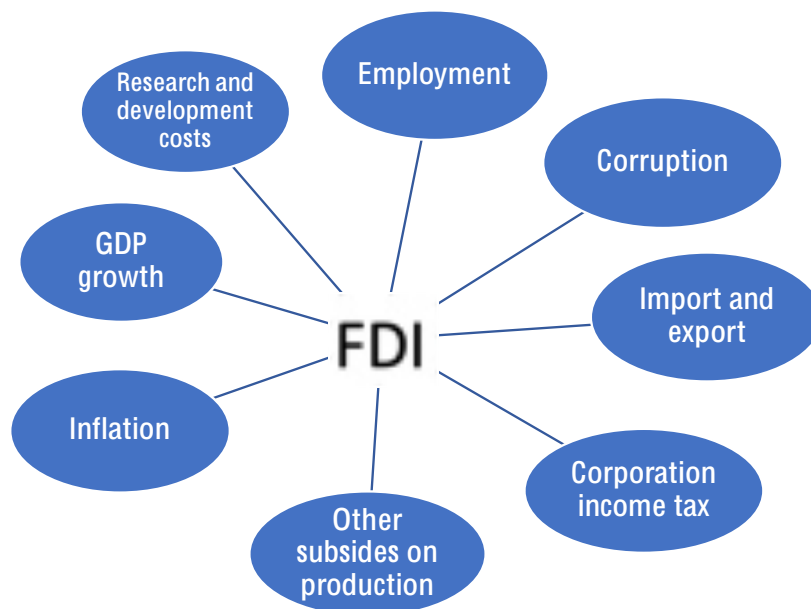 Employment
Research and
development
costs
Corruption
GDP
growth
Import and
export
FDI
Inflation
Corporation
income tax
Other
subsides on
production